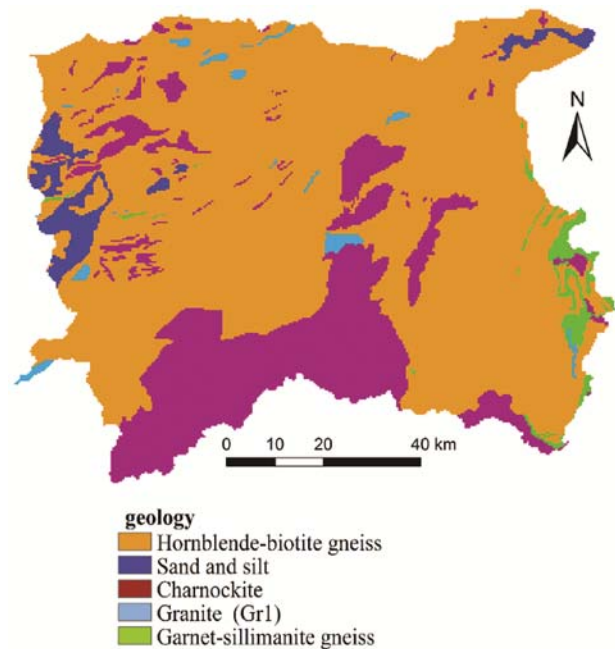 N
0 10 20 40 km
geology
Hornblende-biotite gneiss
Sand and silt
Charnockite
Granite (Gr1)
Garnet-sillimanite gneiss